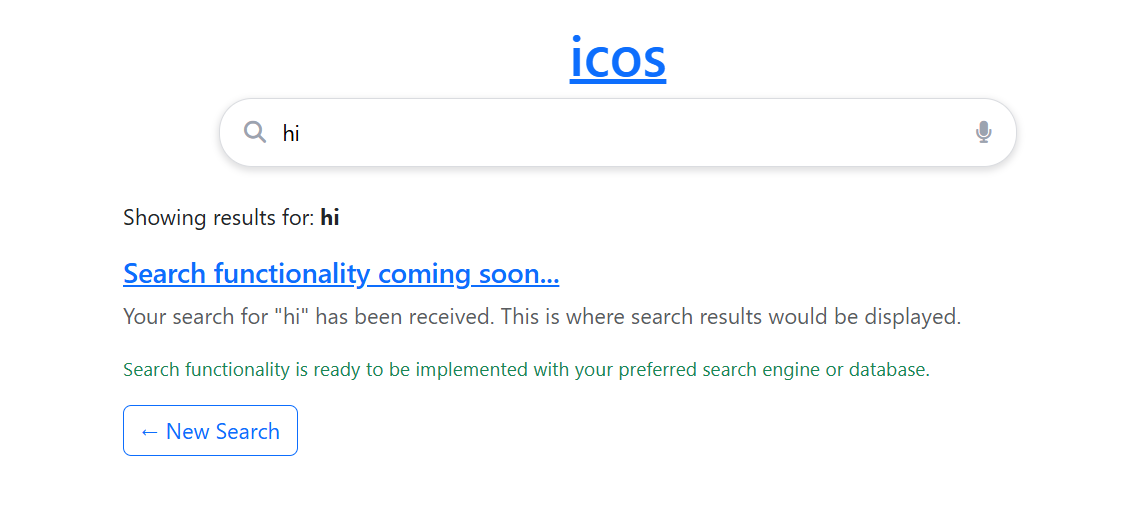 icos
hi
Showing results for: hi
Search functionality coming soon...
Your search for "hi" has been received. This is where search results would be displayed.
Search functionality is ready to be implemented with your preferred search engine or database.
← New Search